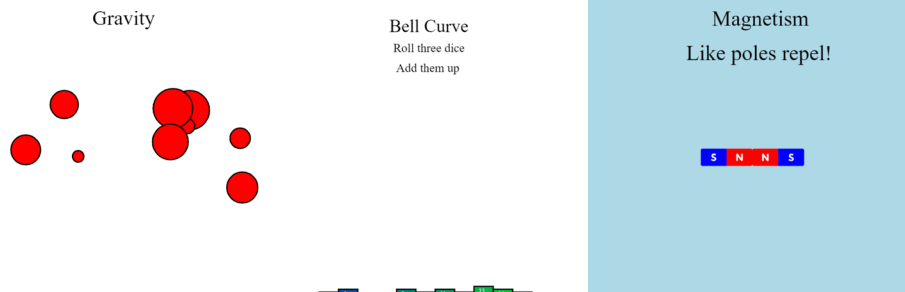 Gravity
Bell Curve
Roll three dice
Add them up
Magnetism
Like poles repel!
S N N S